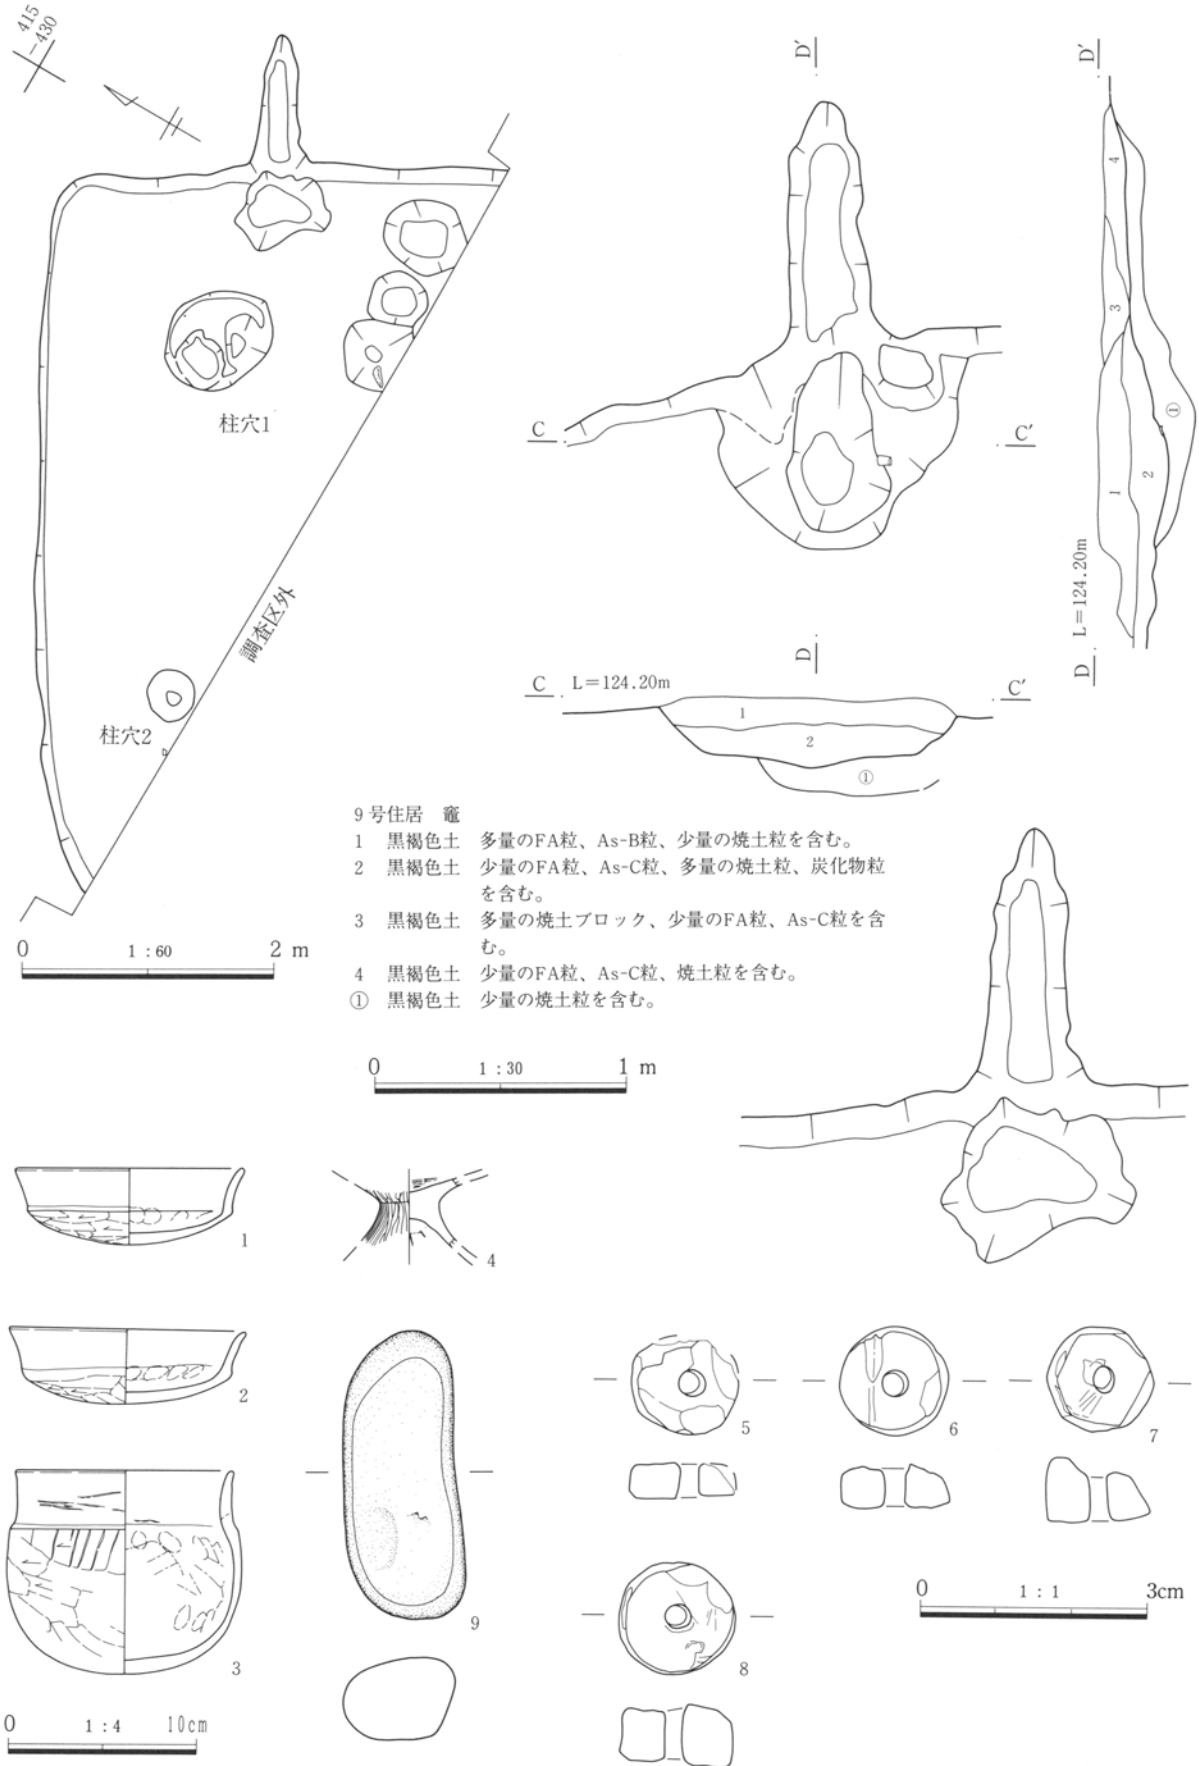 415
-430
柱穴1
柱穴2
調査区外
0 1:60 2 m
D′
C C′
D
D′
4
3
①
2
1
L=124.20m
D
C L=124.20m C′
1
2
①
9号住居 竈
1 黒褐色土 多量のFA粒、As-B粒、少量の焼土粒を含む。
2 黒褐色土 少量のFA粒、As-C粒、多量の焼土粒、炭化物粒
を含む。
3 黒褐色土 多量の焼土ブロック、少量のFA粒、As-C粒を含
む。
4 黒褐色土 少量のFA粒、As-C粒、焼土粒を含む。
① 黒褐色土 少量の焼土粒を含む。
0 1:30 1 m
1
4
2
5
6
7
3
9
8
0 1:1 3cm
0 1:4 10cm